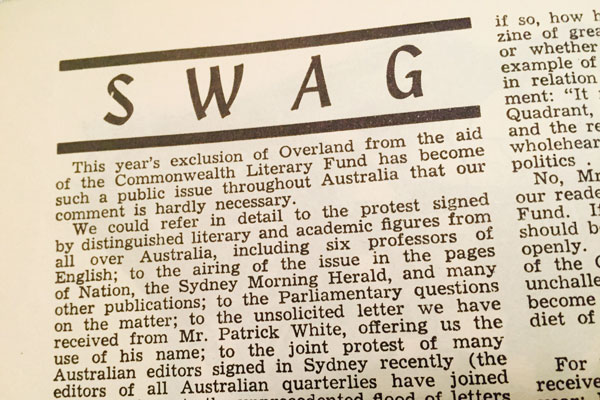 SWAG
This year's exclusion of Overland from the aid
of the Commonwealth Literary Fund has become
such a public issue throughout Australia that our
comment is hardly necessary.
We could refer in detail to the protest signed
by distinguished literary and academic figures from
all over Australia, including six professors of
English; to the airing of the issue in the pages
of Nation, the Sydney Morning Herald, and many
other publications; to the Parliamentary questions
on the matter; to the unsolicited letter we have
received from Mr. Patrick White, offering us the
use of his name; to the joint protest of many
Australian editors signed in Sydney recently (the
editors of all Australian quarterlies have joined
flood of letters
if so, how
zine of
or whether
example of
in relation
ment: "It
Quadrant,
and the
politics .
No, Mr
our
Fund.
should
openly.
of the
become
diet of
For